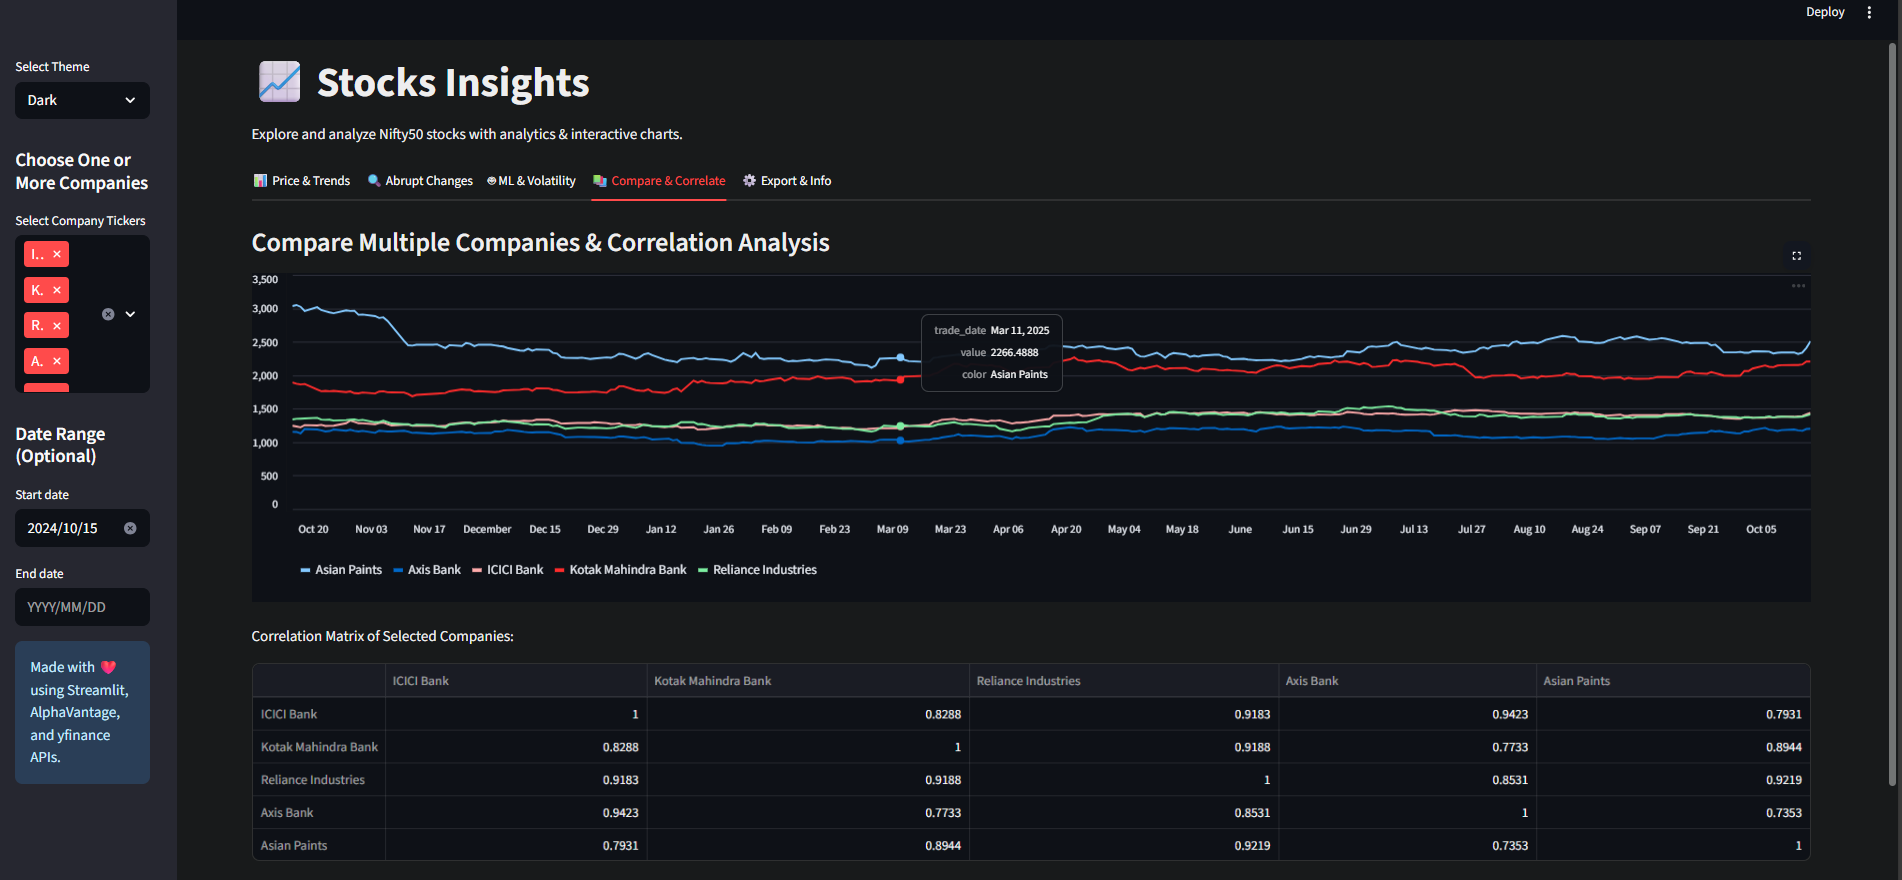 Deploy
Select Theme
Dark
Choose One or
More Companies
Select Company Tickers
I..
K.
R.
A.
Date Range
(Optional)
Start date
2024/10/15
End date
YYYY/MM/DD
Made with ❤️
using Streamlit,
AlphaVantage,
and yfinance
APIs.
Stocks Insights
Explore and analyze Nifty50 stocks with analytics & interactive charts.
Price & Trends Abrupt Changes ML & Volatility Compare & Correlate Export & Info
Compare Multiple Companies & Correlation Analysis
3,500
3,000
2,500
2,000
1,500
1,000
500
0
trade_date Mar 11, 2025
value 2266.4888
color Asian Paints
Oct 20 Nov 03 Nov 17 December Dec 15 Dec 29 Jan 12 Jan 26 Feb 09 Feb 23 Mar 09 Mar 23 Apr 06 Apr 20 May 04 May 18 June Jun 15 Jun 29 Jul 13 Jul 27 Aug 10 Aug 24 Sep 07 Sep 21 Oct 05
Asian Paints Axis Bank ICICI Bank Kotak Mahindra Bank Reliance Industries
Correlation Matrix of Selected Companies:
ICICI Bank Kotak Mahindra Bank Reliance Industries Axis Bank Asian Paints
ICICI Bank 1 0.8288 0.9183 0.9423 0.7931
Kotak Mahindra Bank 0.8288 1 0.9188 0.7733 0.8944
Reliance Industries 0.9183 0.9188 1 0.8531 0.9219
Axis Bank 0.9423 0.7733 0.8531 1 0.7353
Asian Paints 0.7931 0.8944 0.9219 0.7353 1